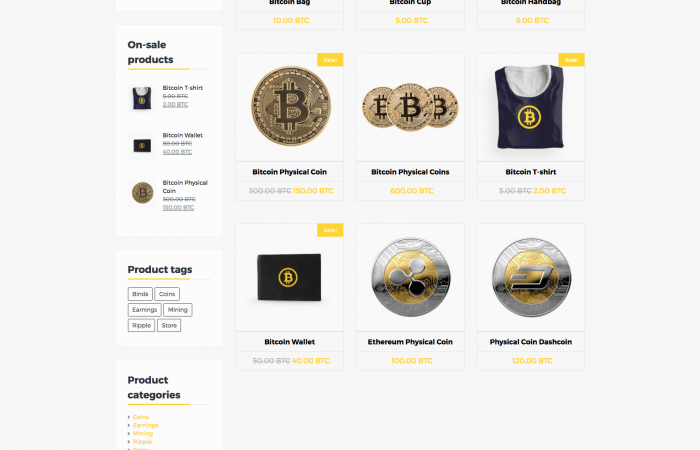 Bitcoin Bag
10.00 BTC
Bitcoin Cup
6.00 BTC
Bitcoin Handbag
5.00 BTC
On-sale
products
Bitcoin T-shirt
5.00 BTC
2.00 BTC
Bitcoin Wallet
50.00 BTC
40.00 BTC
Bitcoin Physical
Coin
300.00 BTC
150.00 BTC
Product tags
Binds
Coins
Earnings
Mining
Ripple
Store
Product
categories
Coins
Earnings
Mining
Ripple
Store
Sale!
Bitcoin Physical Coin
300.00 BTC 150.00 BTC
Bitcoin Physical Coins
600.00 BTC
Sale!
Bitcoin T-shirt
5.00 BTC 2.00 BTC
Sale!
Bitcoin Wallet
50.00 BTC 40.00 BTC
Ethereum Physical Coin
100.00 BTC
Physical Coin Dashcoin
120.00 BTC